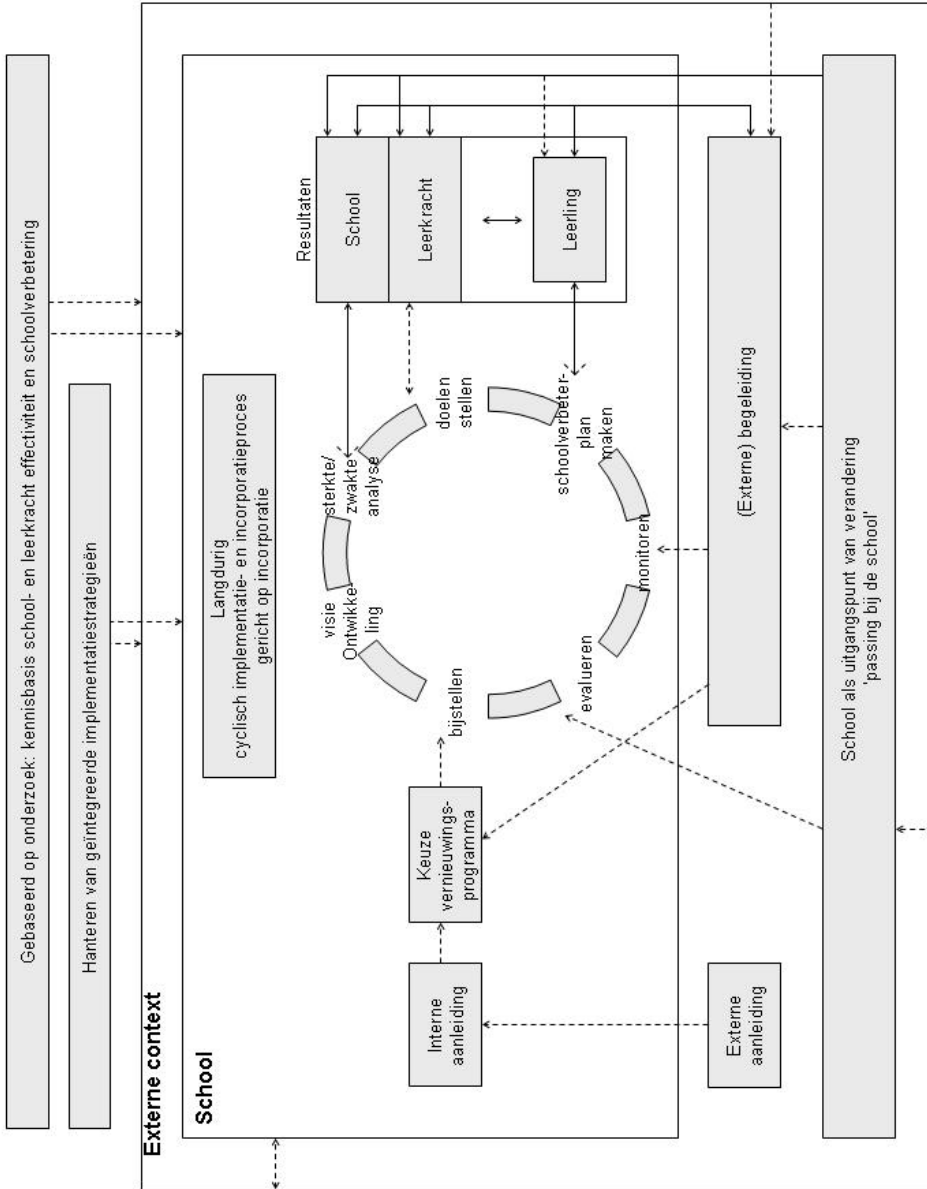 Gebaseerd op onderzoek: kennisbasis school- en leerkracht effectiviteit en schoolverbetering
Hanteren van geïntegreerde implementatiestrategieën
Externe context
School
Langdurig
cyclisch implementatie- en incorporatieproces
gericht op incorporatie
Interne
aanleiding
Keuze
vernieuwings-
programma
visie
Ontwikke-
ling
sterkte/
zwakte
analyse
doelen
stellen
schoolverbeter-
plan
maken
monitoren
evalueren
bijstellen
Resultaten
School
Leerkracht
Leerling
Externe
aanleiding
(Externe) begeleiding
School als uitgangspunt van verandering
'passing bij de school'